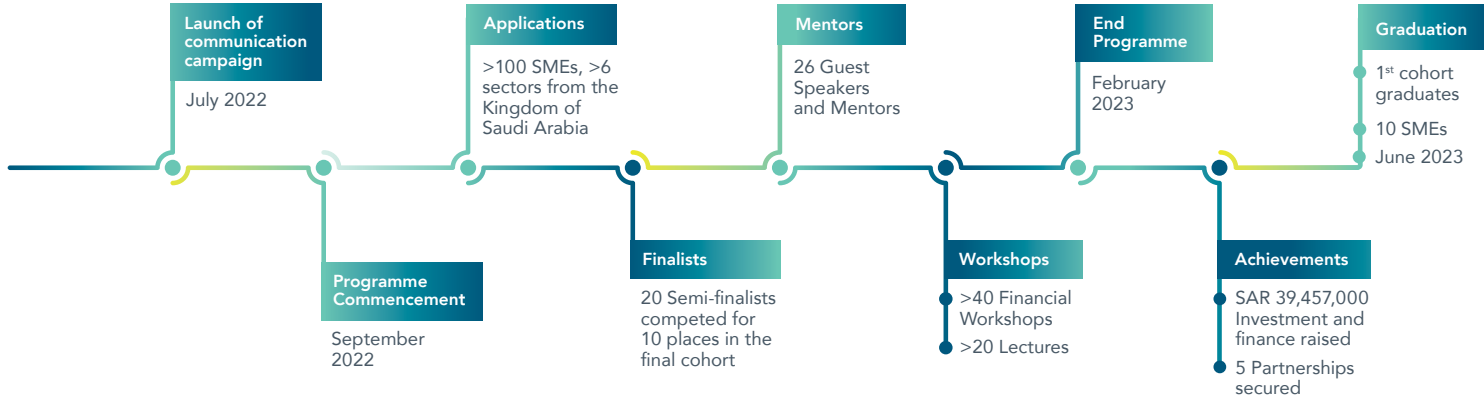 Launch of
communication
campaign
July 2022
Programme
Commencement
September
2022
Applications
>100 SMEs, >6
sectors from the
Kingdom of
Saudi Arabia
Finalists
20 Semi-finalists
competed for
10 places in the
final cohort
Mentors
26 Guest
Speakers
and Mentors
Workshops
>40 Financial
Workshops
>20 Lectures
End
Programme
February
2023
Achievements
SAR 39,457,000
Investment and
finance raised
5 Partnerships
secured
Graduation
1st cohort
graduates
10 SMEs
June 2023